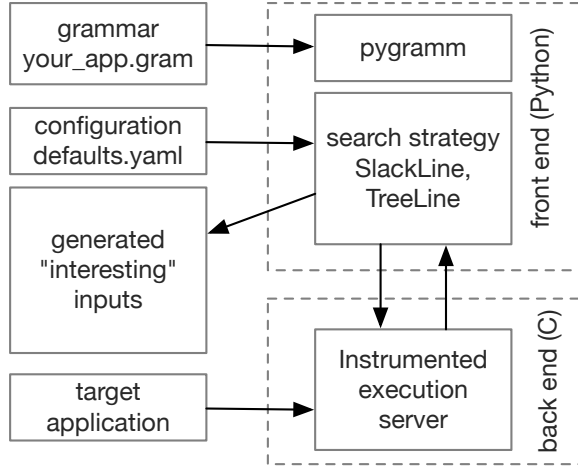 grammar
your_app.gram
pygramm
configuration
defaults.yaml
search strategy
SlackLine,
TreeLine
front end (Python)
generated
"interesting"
inputs
target
application
Instrumented
execution
server
back end (C)